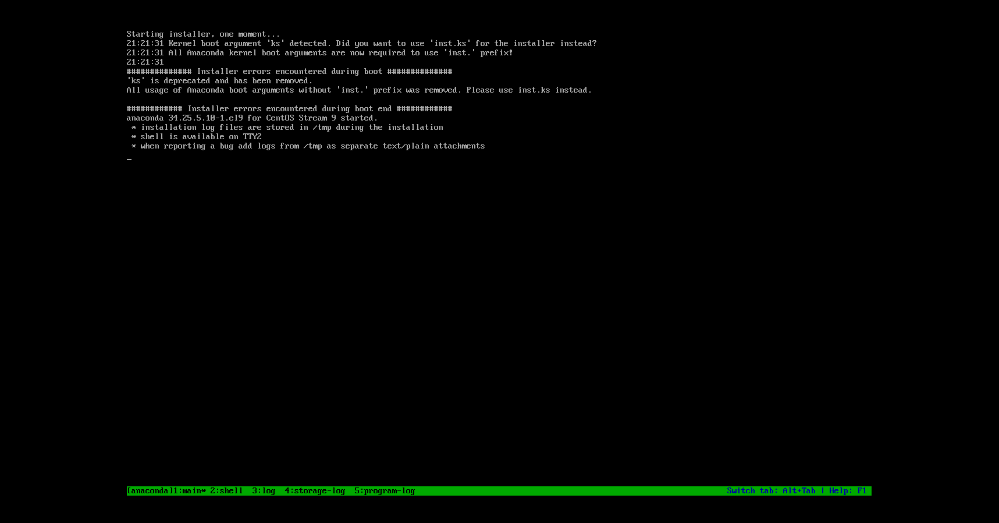 Starting installer, one moment...
21:21:31 Kernel boot argument 'ks' detected. Did you want to use 'inst.ks' for the installer instead?
21:21:31 All Anaconda kernel boot arguments are now required to use 'inst.' prefix!
21:21:31
############## Installer errors encountered during boot ##############
'ks' is deprecated and has been removed.
All usage of Anaconda boot arguments without 'inst.' prefix was removed. Please use inst.ks instead.
############ Installer errors encountered during boot end ############
anaconda 34.25.5.10-1.el9 for CentOS Stream 9 started.
* installation log files are stored in /tmp during the installation
* shell is available on TTY2
* when reporting a bug add logs from /tmp as separate text/plain attachments
[anaconda]1:main* 2:shell  3:log  4:storage-log  5:program-log Switch tab: Alt+Tab | Help: F1